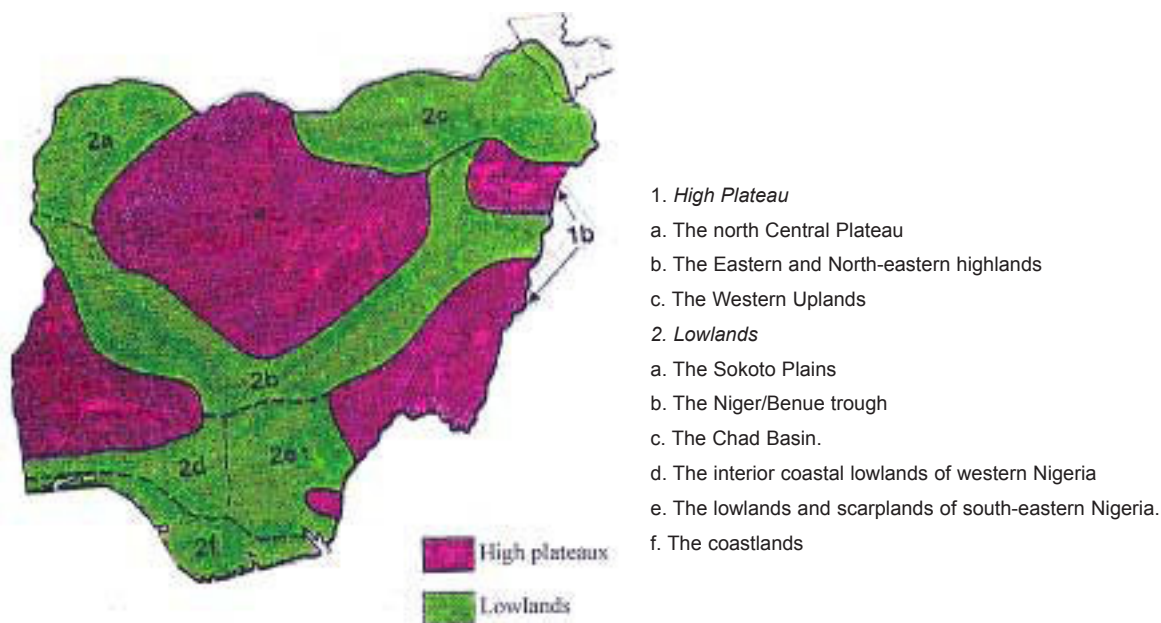 2a
2c
1b
2b
2d
2e
2f
High plateaux
Lowlands
1. High Plateau
a. The north Central Plateau
b. The Eastern and North-eastern highlands
c. The Western Uplands
2. Lowlands
a. The Sokoto Plains
b. The Niger/Benue trough
c. The Chad Basin.
d. The interior coastal lowlands of western Nigeria
e. The lowlands and scarplands of south-eastern Nigeria.
f. The coastlands